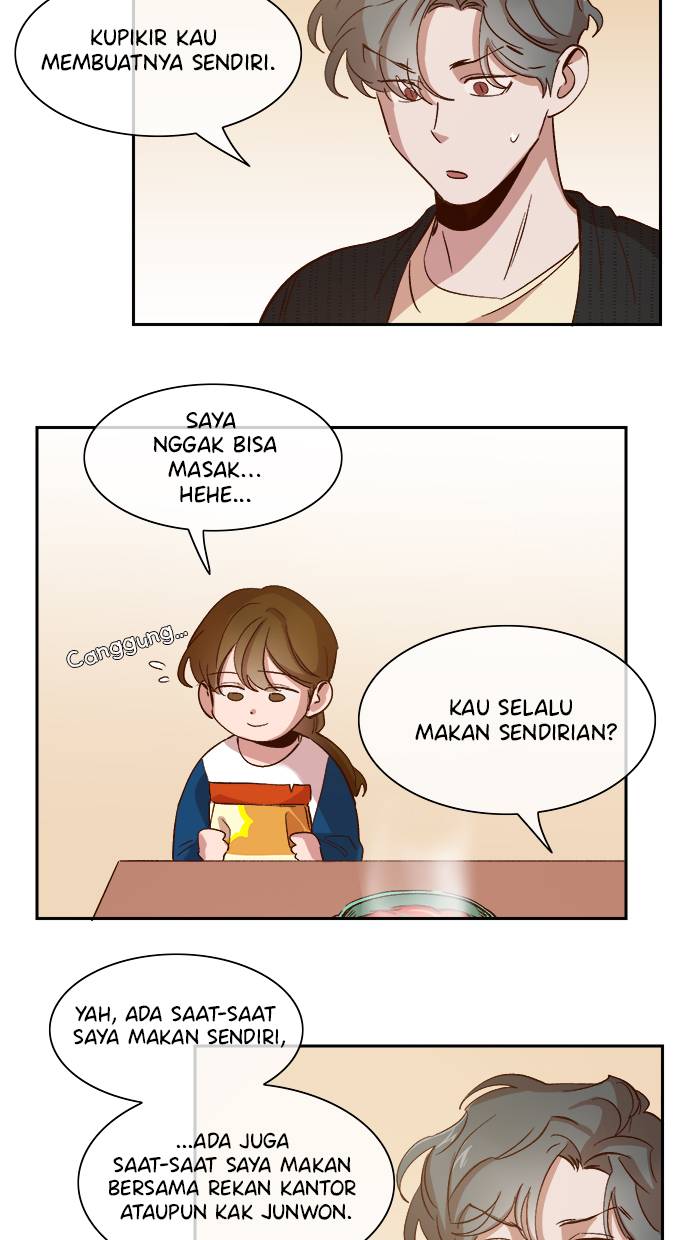 KUPIKIR KAU
MEMBUATNYA SENDIRI.
SAYA
NGGAK BISA
MASAK...
HEHE...
Canggung...
KAU SELALU
MAKAN SENDIRIAN?
YAH, ADA SAAT-SAAT
SAYA MAKAN SENDIRI,
...ADA JUGA
SAAT-SAAT SAYA MAKAN
BERSAMA REKAN KANTOR
ATAUPUN KAK JUNWON.